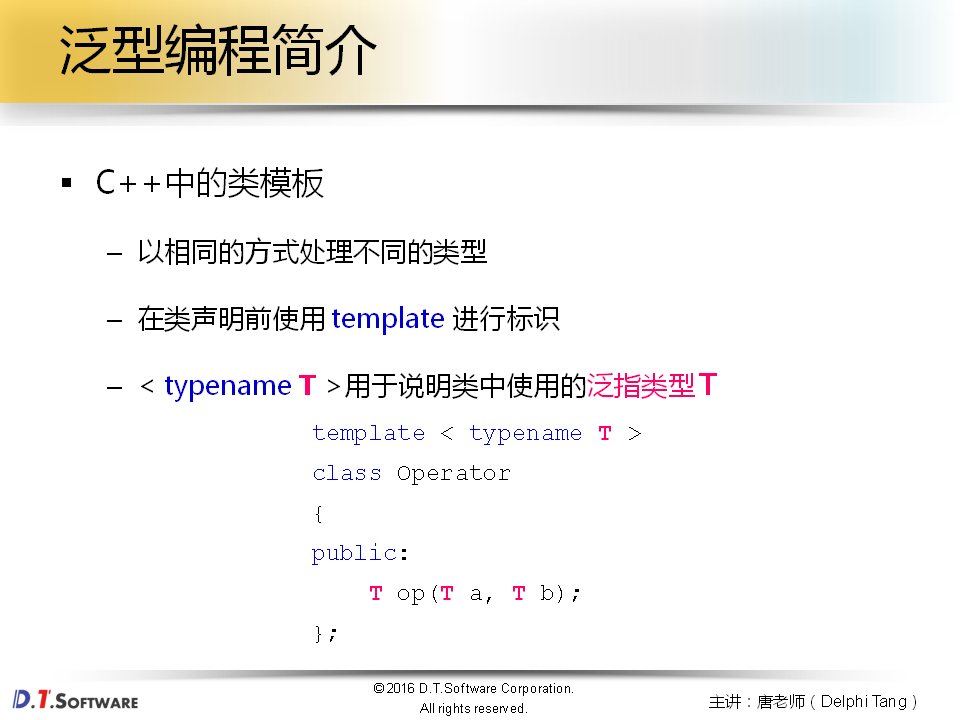 泛型编程简介
▪ C++中的类模板
– 以相同的方式处理不同的类型
– 在类声明前使用 template 进行标识
– < typename T >用于说明类中使用的泛指类型T
template < typename T >
class Operator
{
public:
    T op(T a, T b);
};
D.T.SOFTWARE
©2016 D.T.Software Corporation.
All rights reserved.
主讲：唐老师（Delphi Tang）